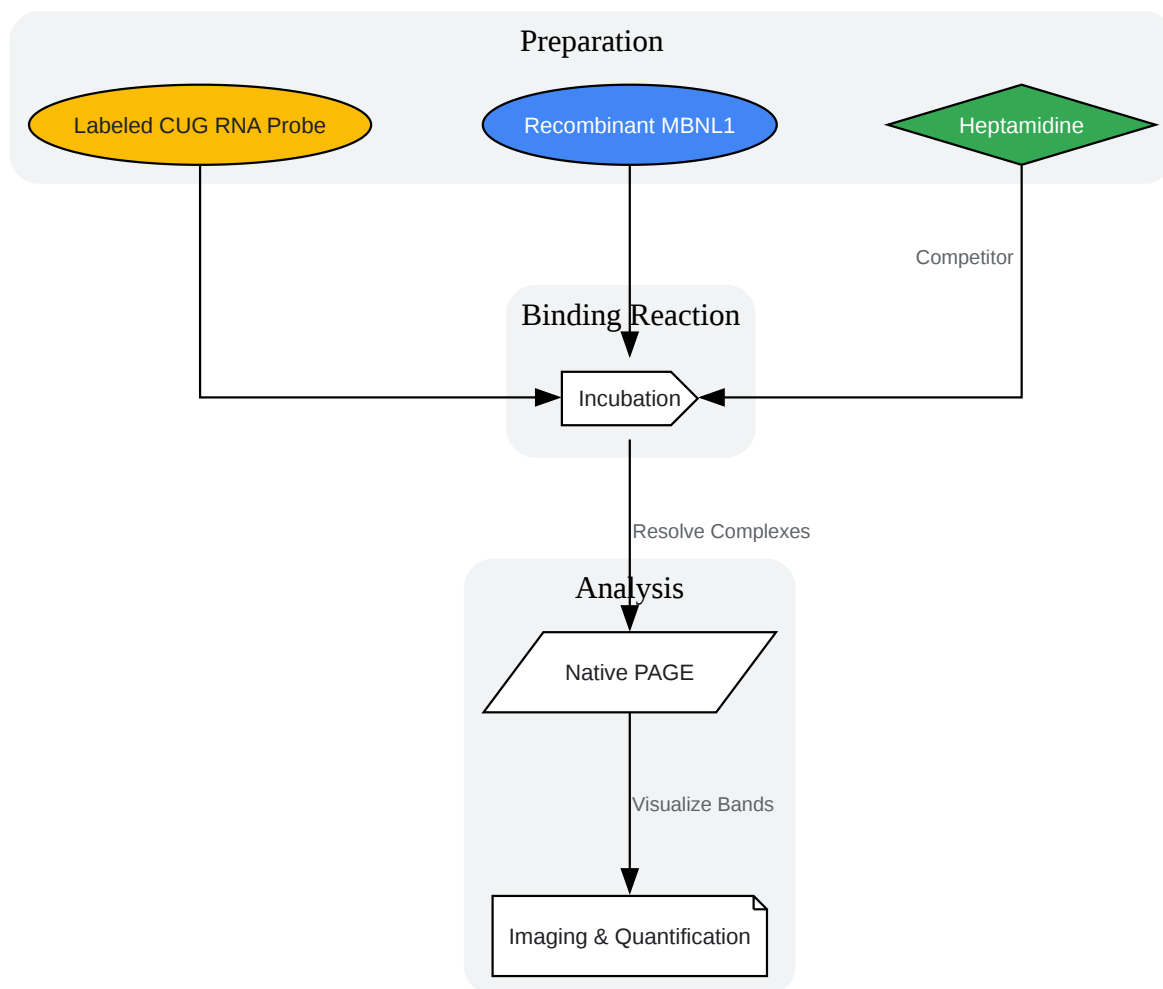 Preparation
Labeled CUG RNA Probe
Recombinant MBNL1
Heptamidine
Competitor
Binding Reaction
Incubation
Resolve Complexes
Analysis
Native PAGE
Visualize Bands
Imaging & Quantification